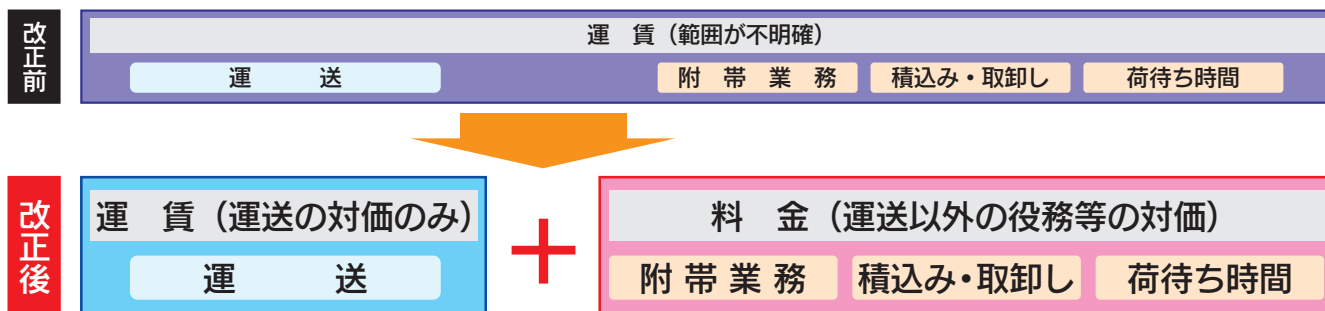 改正前
運 賃（範囲が不明確）
運 送
附帯業務
積込み・取卸し
荷待ち時間
改正後
運 賃（運送の対価のみ）
運 送
＋
料 金（運送以外の役務等の対価）
附帯業務
積込み・取卸し
荷待ち時間